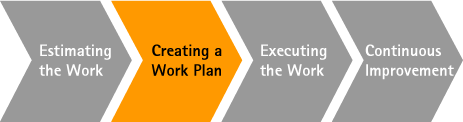 Estimating
the Work
Creating a
Work Plan
Executing
the Work
Continuous
Improvement